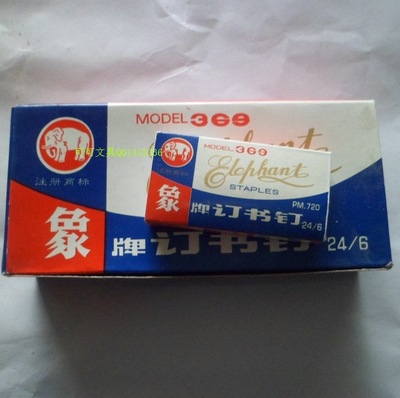 MODEL 369
注册商标
象牌订书钉 24/6
MODEL 369
Elephant
STAPLES
PM.720
象牌订书钉 24/6